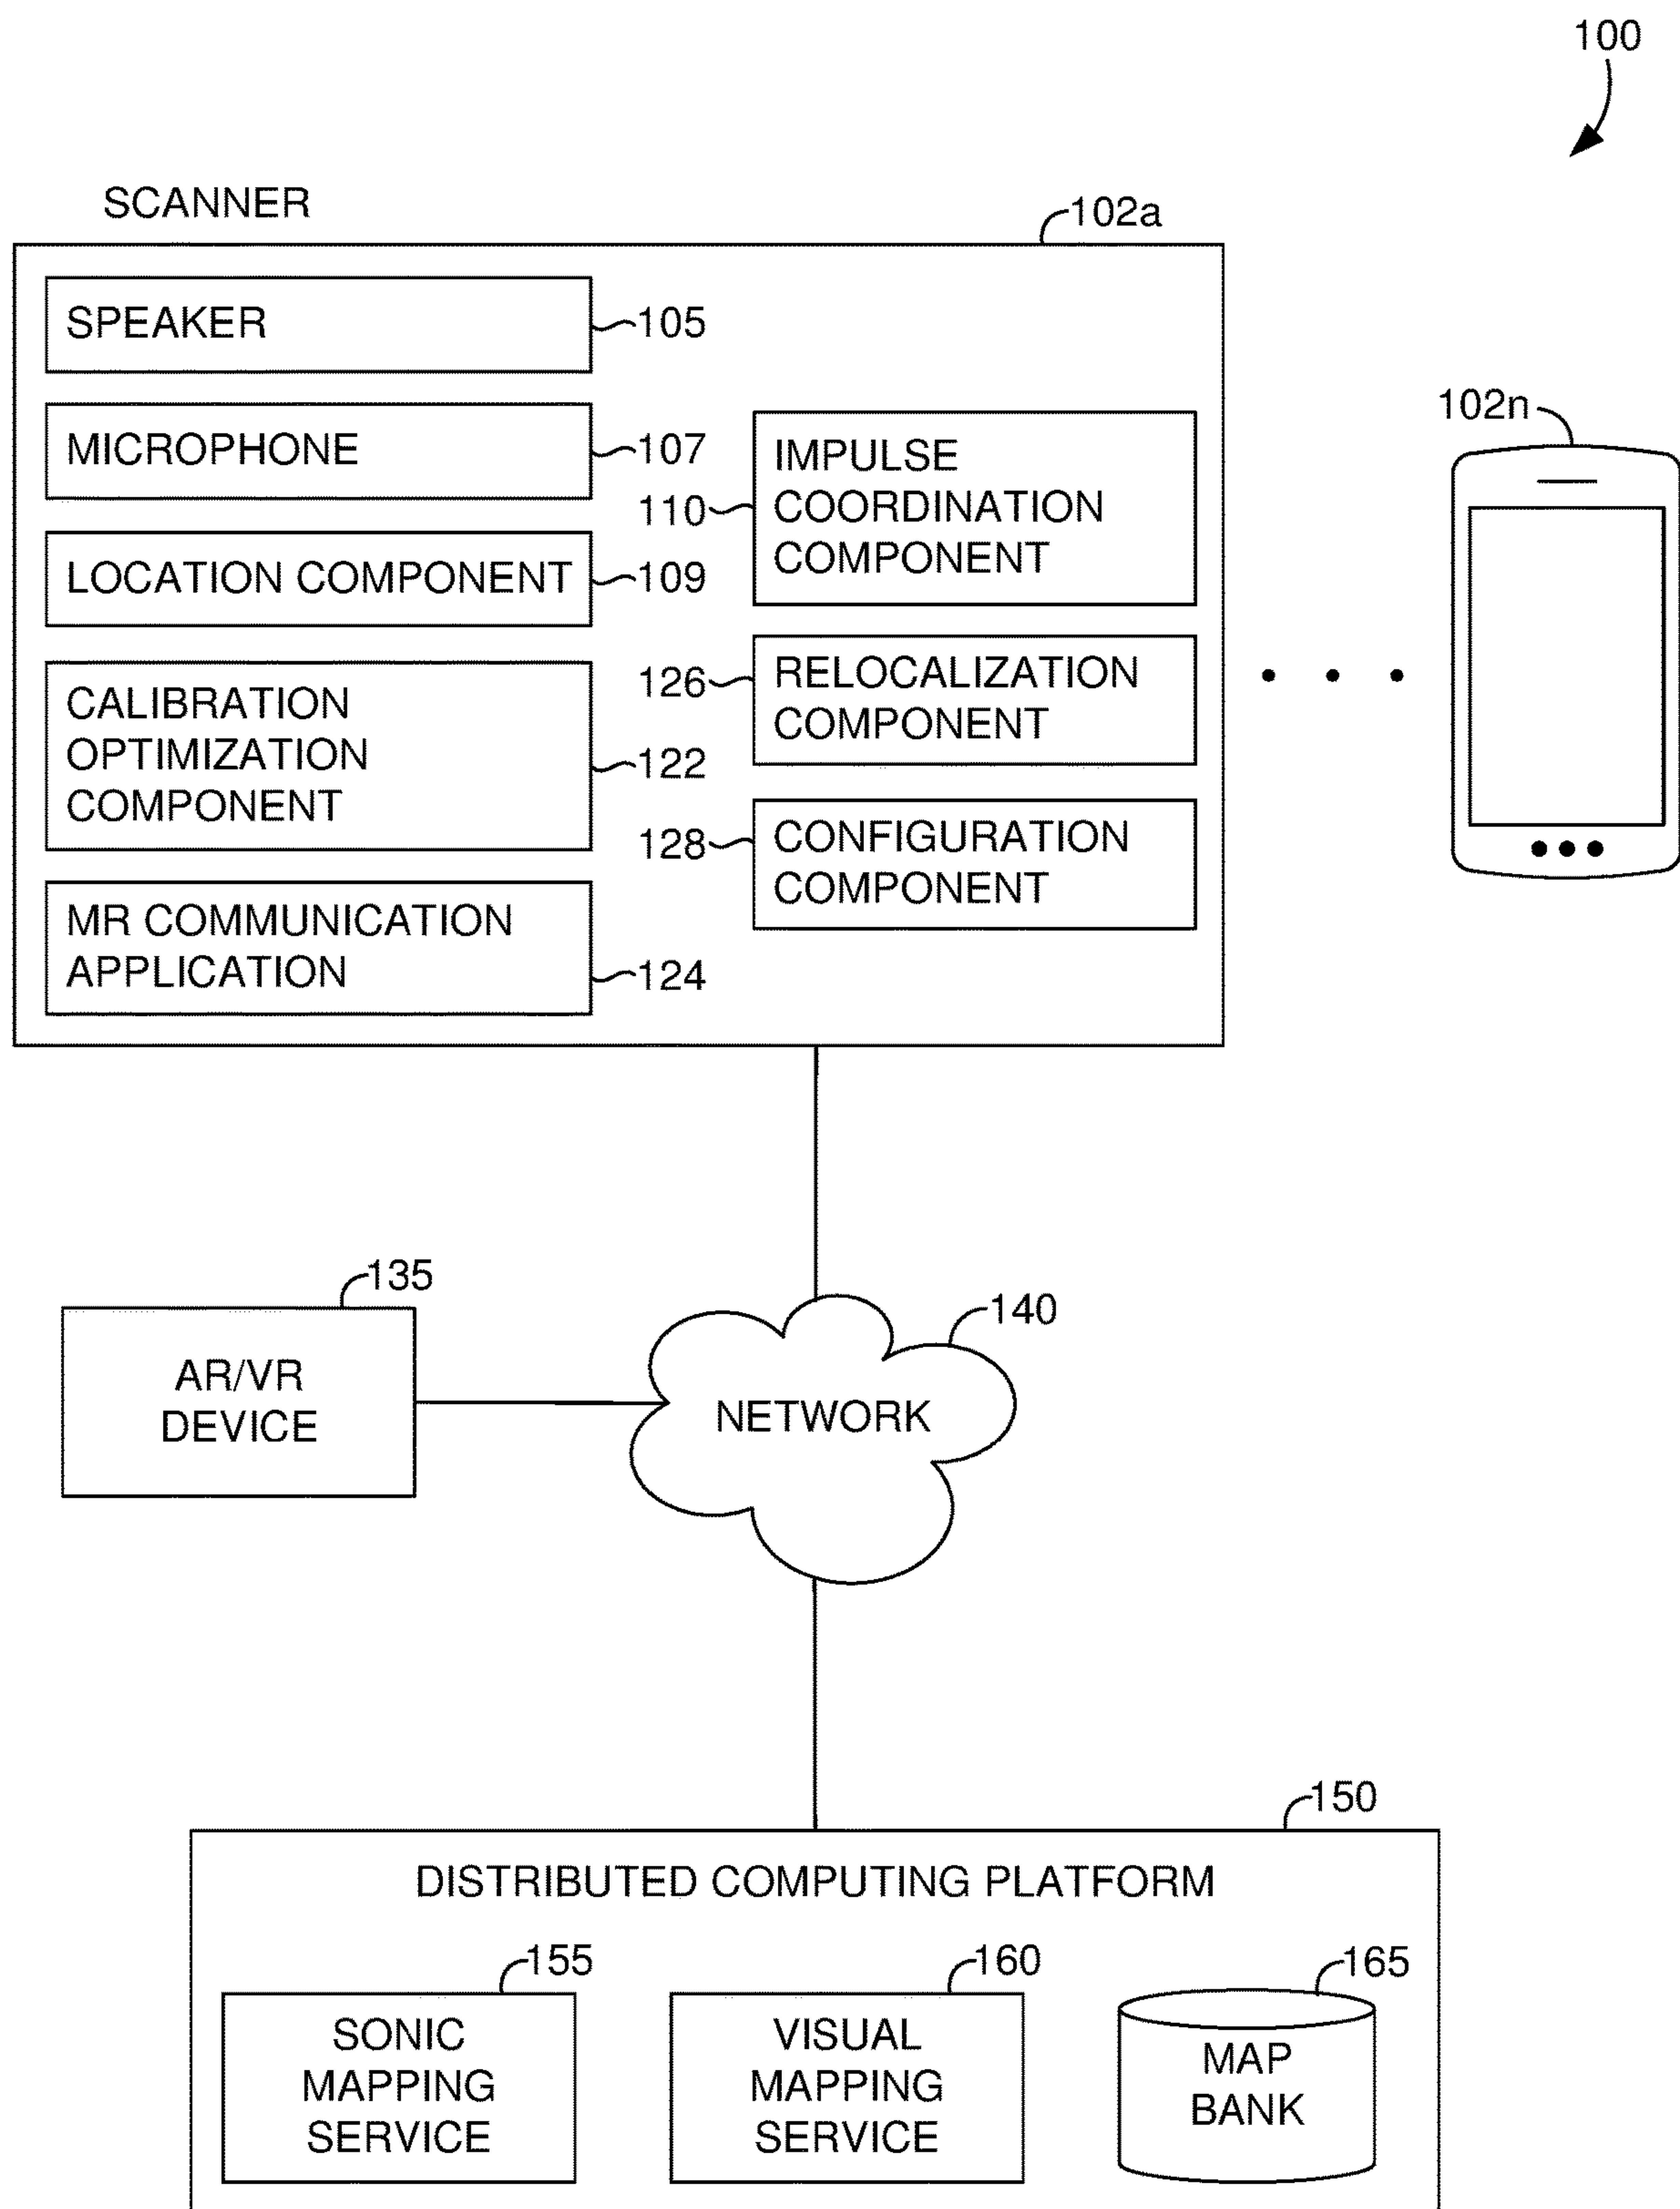 100
SCANNER
102a
SPEAKER
105
MICROPHONE
107
LOCATION COMPONENT
109
CALIBRATION
OPTIMIZATION
COMPONENT
122
MR COMMUNICATION
APPLICATION
124
IMPULSE
COORDINATION
COMPONENT
110
RELOCALIZATION
COMPONENT
126
CONFIGURATION
COMPONENT
128
102n
135
AR/VR
DEVICE
140
NETWORK
150
DISTRIBUTED COMPUTING PLATFORM
155
SONIC
MAPPING
SERVICE
160
VISUAL
MAPPING
SERVICE
165
MAP
BANK